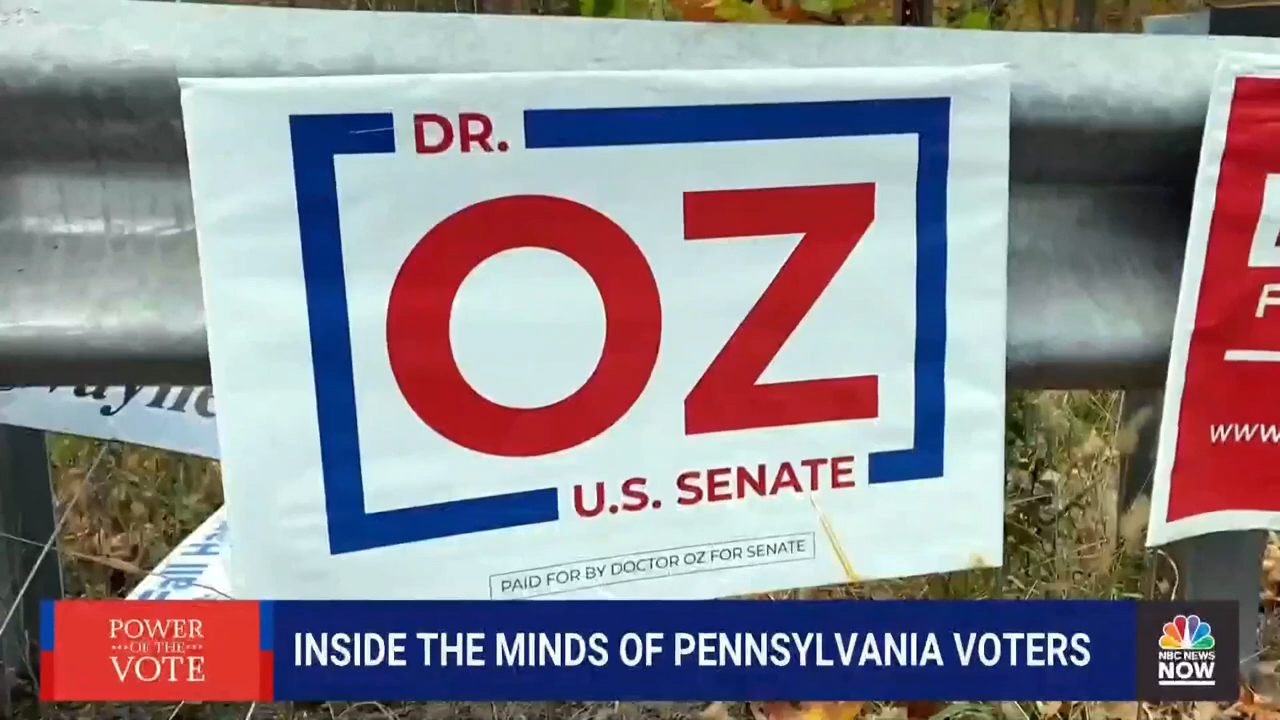 DR.
OZ
U.S. SENATE
PAID FOR BY DOCTOR OZ FOR SENATE
www
POWER
OF THE
VOTE
INSIDE THE MINDS OF PENNSYLVANIA VOTERS
NBC NEWS
NOW